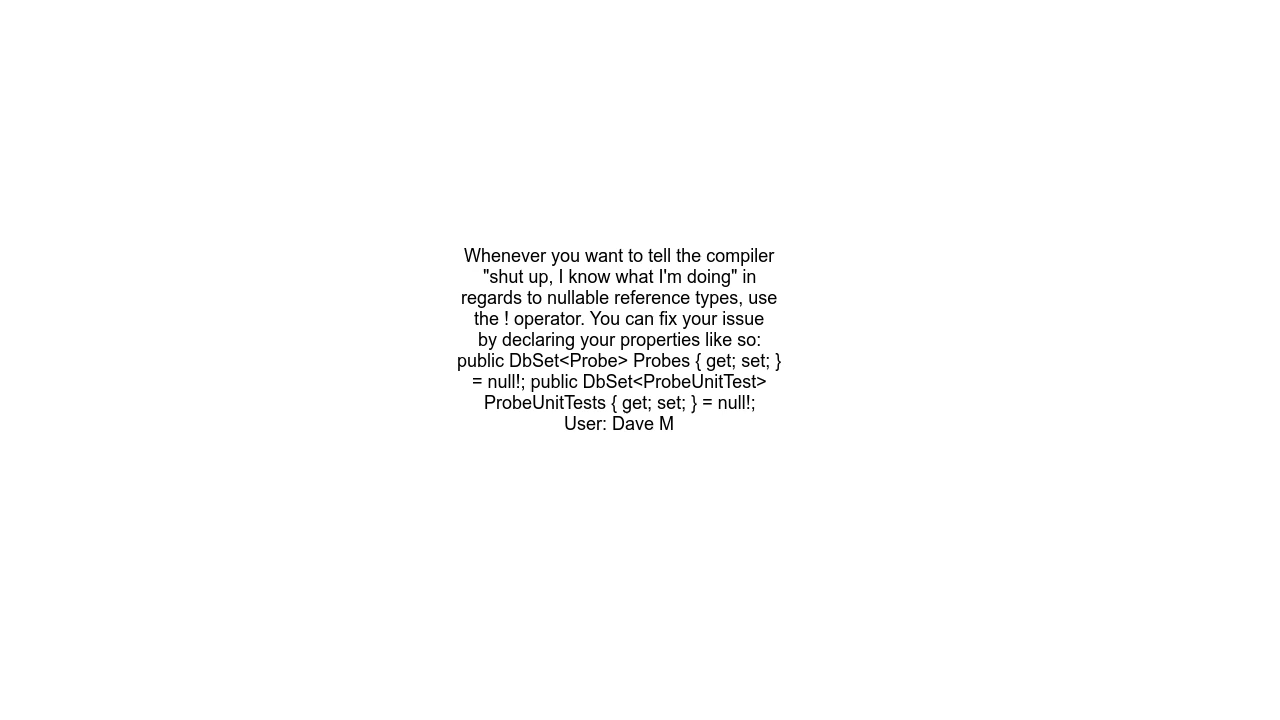 Whenever you want to tell the compiler
"shut up, I know what I'm doing" in
regards to nullable reference types, use
the ! operator. You can fix your issue
by declaring your properties like so:
public DbSet<Probe> Probes { get; set; }
= null!; public DbSet<ProbeUnitTest>
ProbeUnitTests { get; set; } = null!;
User: Dave M